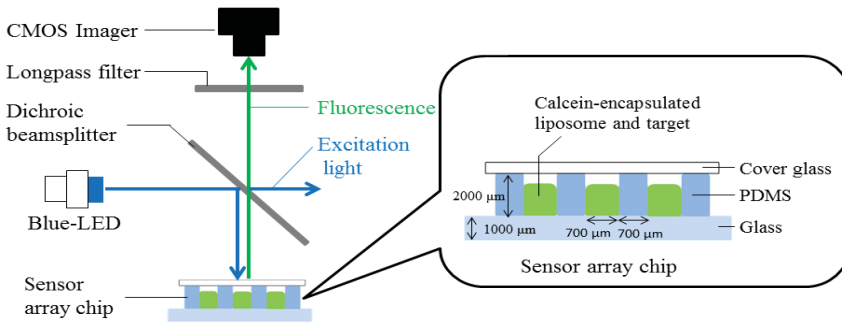 CMOS Imager
Longpass filter
Dichroic
beamsplitter
Fluorescence
Excitation
light
Blue-LED
Sensor
array chip
Calcein-encapsulated
liposome and target
Cover glass
2000 μm
PDMS
1000 μm
700 μm
700 μm
Glass
Sensor array chip